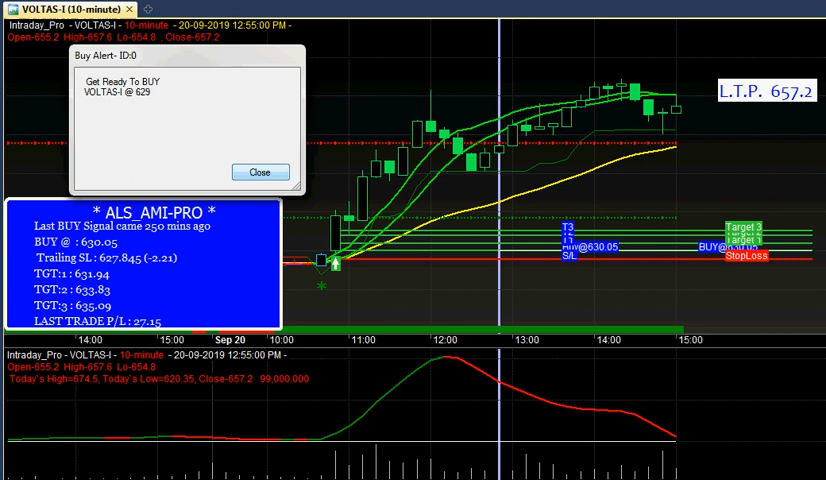 VOLTAS-I (10-minute)
Intraday_Pro - VOLTAS-I - 10-minute - 20-09-2019 12:55:00 PM -
Open-655.2 High-657.6 Lo-654.8 , Close-657.2
Buy Alert- ID:0
Get Ready To BUY
VOLTAS-I @ 629
Close
L.T.P. 657.2
* ALS_AMI-PRO *
Last BUY Signal came 250 mins ago
BUY @ : 630.05
Trailing SL : 627.845 (-2.21)
TGT:1 : 631.94
TGT:2 : 633.83
TGT:3 : 635.09
LAST TRADE P/L : 27.15
T3
@630.05
S/L
Target 3
Target 1
BUY@630.05
StopLoss
14:00 15:00 Sep 20 10:00 11:00 12:00 13:00 14:00 15:00
Intraday_Pro - VOLTAS-I - 10-minute - 20-09-2019 12:55:00 PM -
Open-655.2 High-657.6 Lo-654.8
Today`s High=674.5, Today`s Low=620.35, Close-657.2 99,000.000